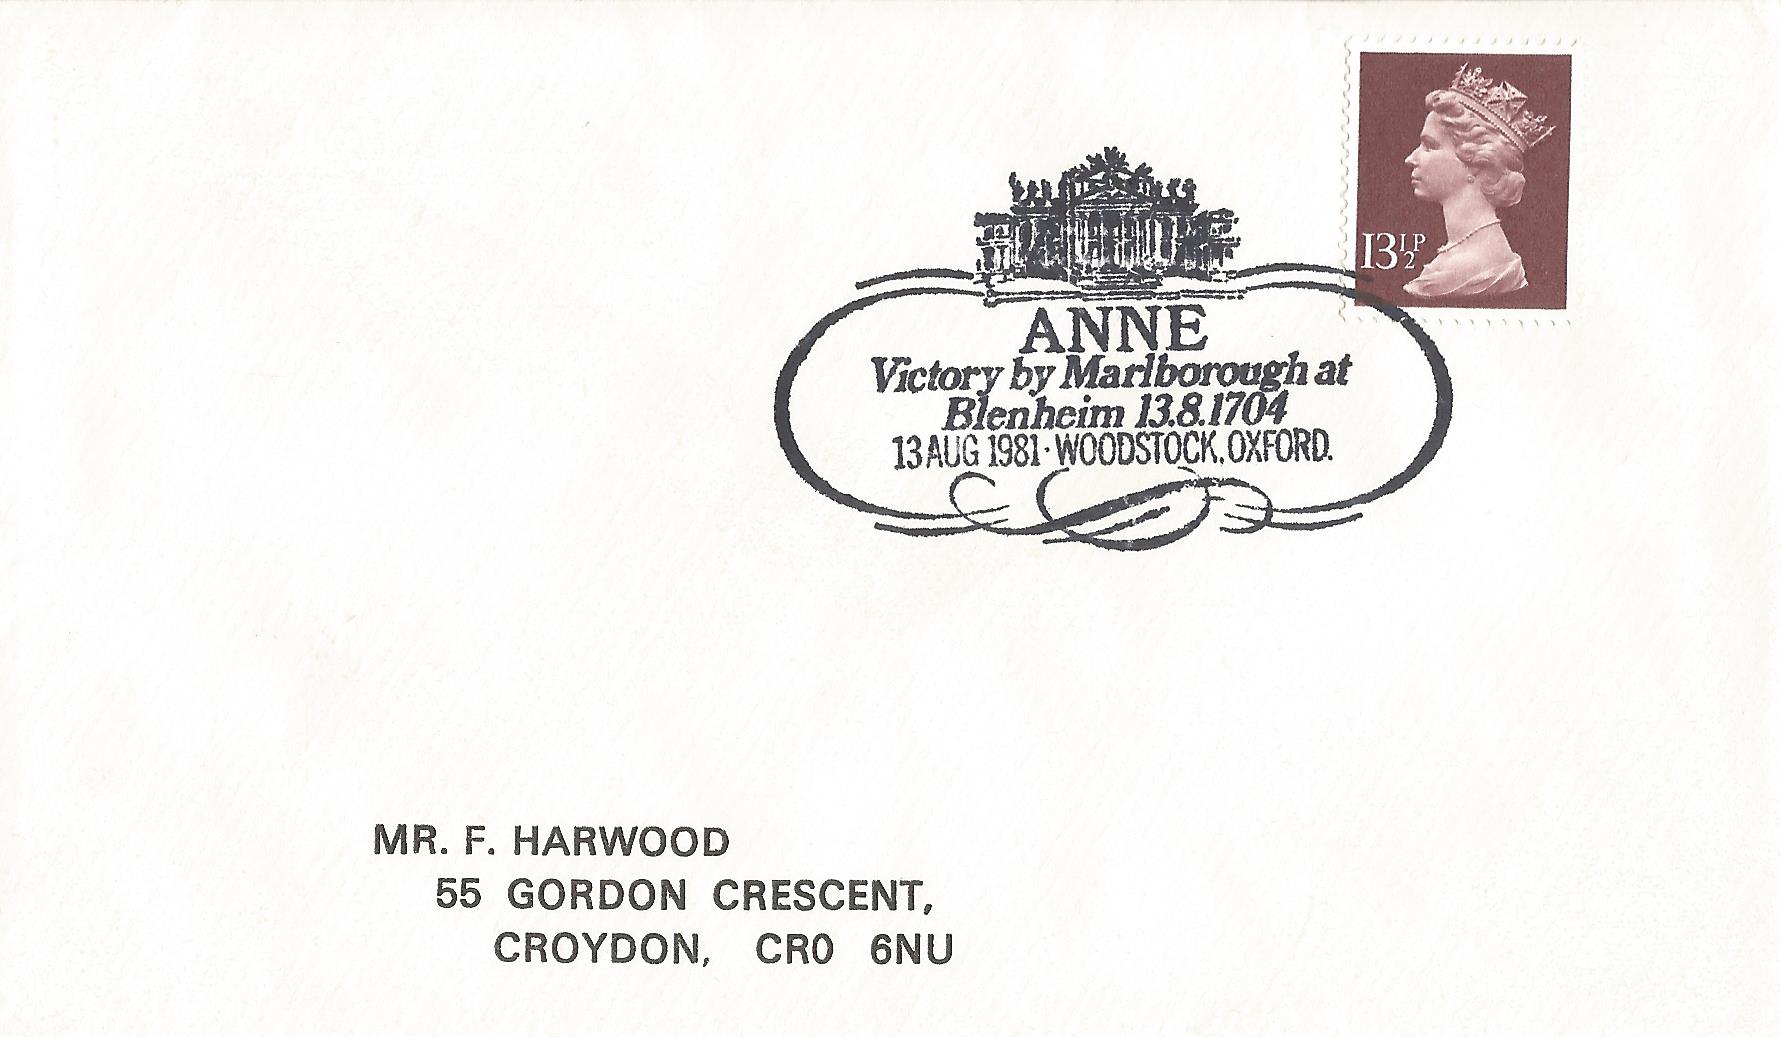 13½P
ANNE
Victory by Marlborough at
Blenheim 13.8.1704
13 AUG 1981·WOODSTOCK, OXFORD.
MR. F. HARWOOD
55 GORDON CRESCENT,
CROYDON, CR0 6NU